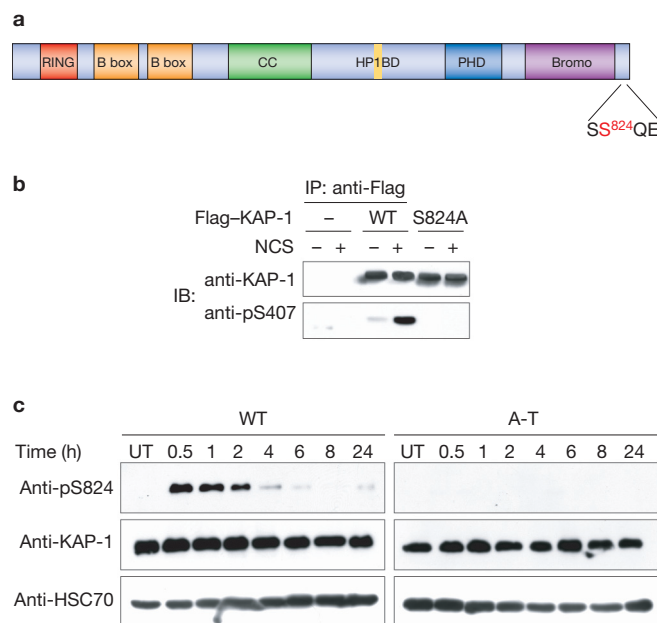 a
RING B box B box CC HP1BD PHD Bromo
SS824QE
b
IP: anti-Flag
Flag–KAP-1 – WT S824A
NCS – + – + – +
IB: anti-KAP-1
anti-pS407
c
WT A-T
Time (h) UT 0.5 1 2 4 6 8 24 UT 0.5 1 2 4 6 8 24
Anti-pS824
Anti-KAP-1
Anti-HSC70